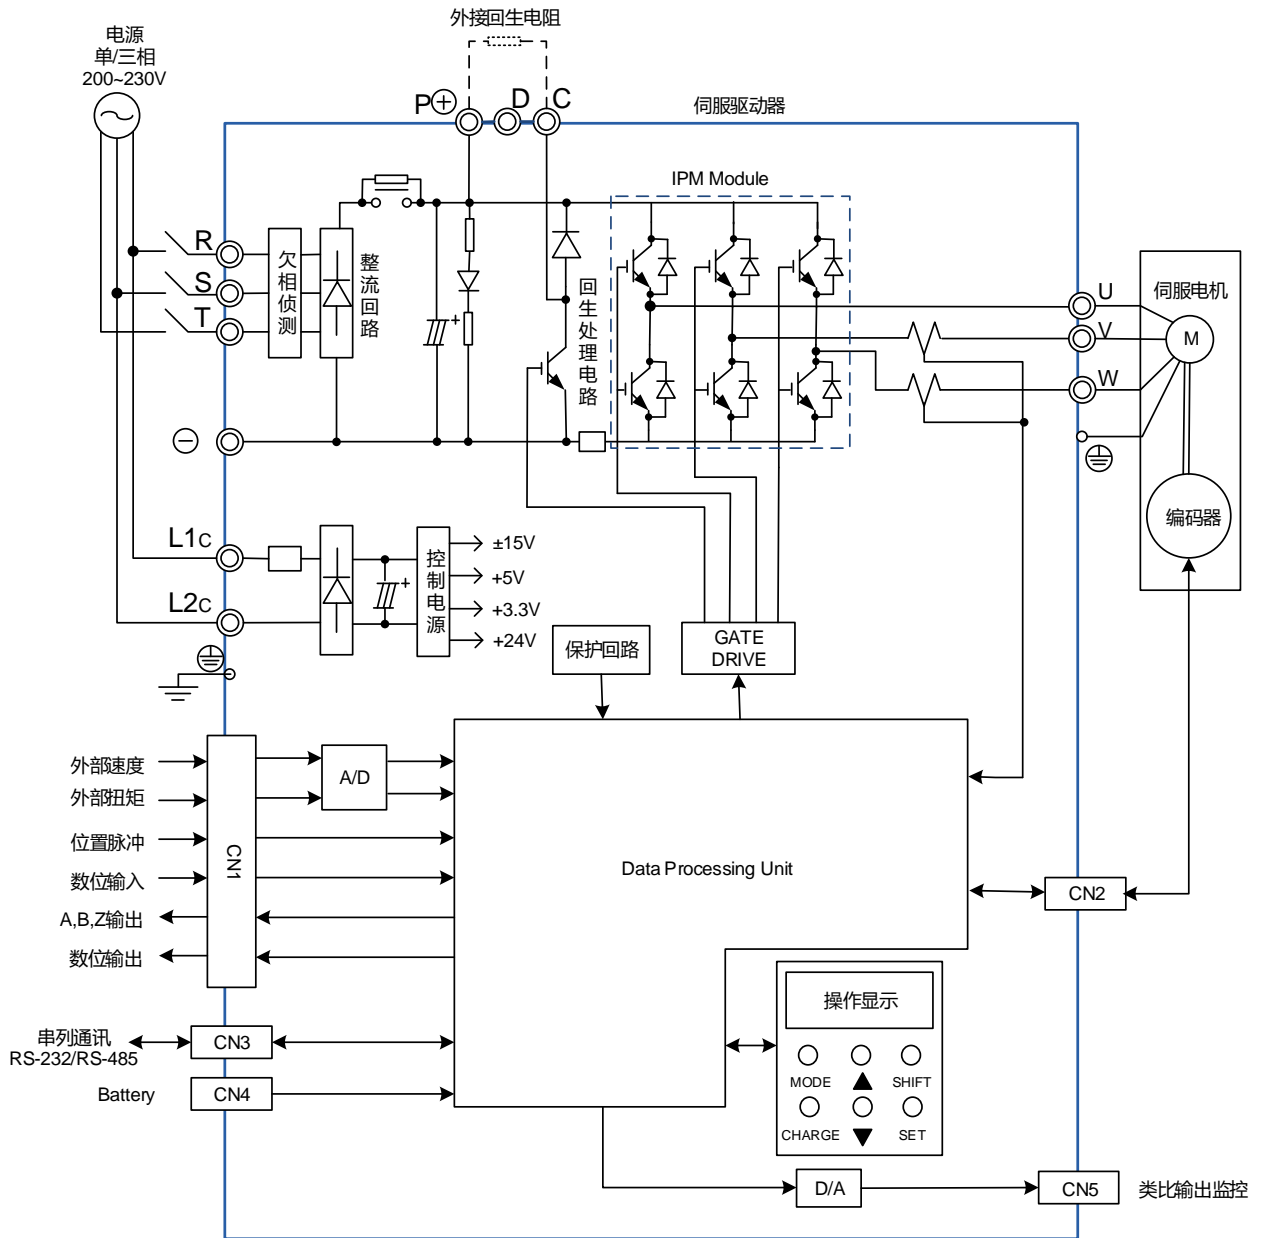 外接回生电阻
电源
单/三相
200~230V
P⊕
D
C
伺服驱动器
IPM Module
R
S
T
欠相侦测
整流回路
回生处理电路
+
U
V
W
伺服电机
M
编码器
⊖
L1C
L2C
+
控制电源
±15V
+5V
+3.3V
+24V
保护回路
GATE
DRIVE
外部速度
外部扭矩
位置脉冲
数位输入
A,B,Z输出
数位输出
CN1
A/D
Data Processing Unit
CN2
串列通讯
RS-232/RS-485
CN3
Battery
CN4
操作显示
MODE
▲
SHIFT
CHARGE
▼
SET
D/A
CN5
类比输出监控